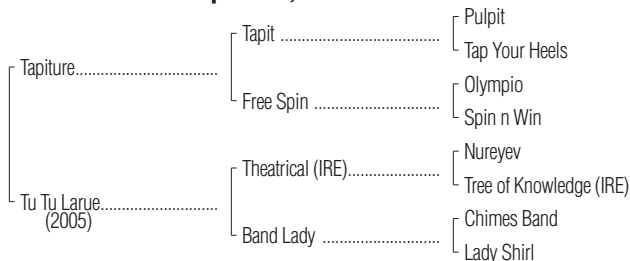 Pulpit
Tapit ..............................
Tap Your Heels
Tapiture...........................
Olympio
Free Spin ........................
Spin n Win
Nureyev
Theatrical (IRE)................
Tree of Knowledge (IRE)
Tu Tu Larue......................
(2005)
Chimes Band
Band Lady ......................
Lady Shirl